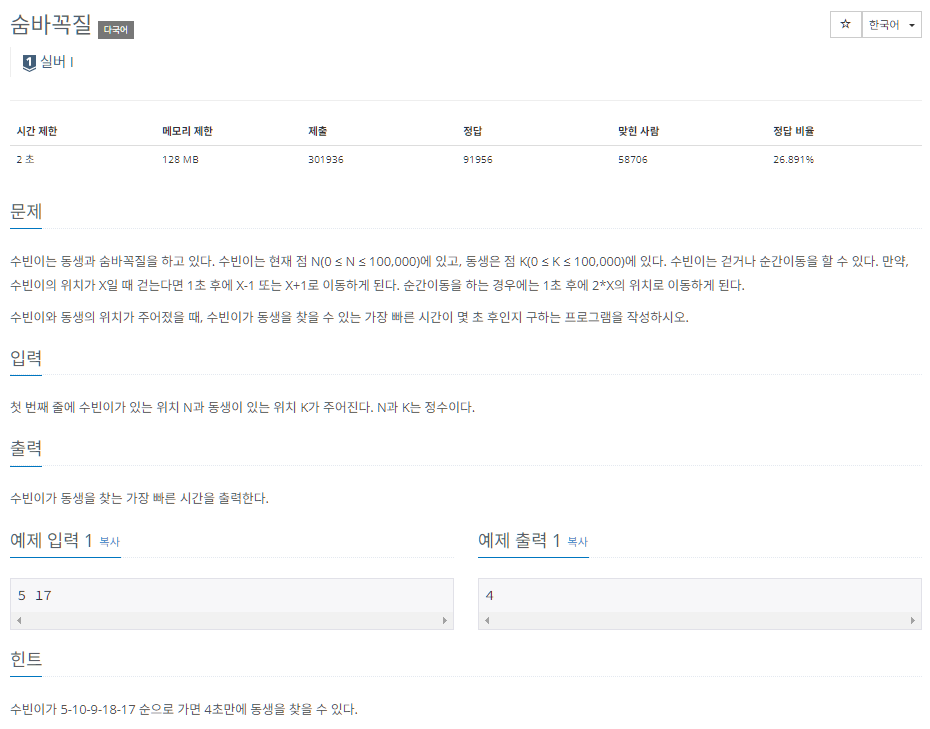 숨바꼭질 다국어
☆ 한국어
1 실버 I
시간 제한 메모리 제한 제출 정답 맞힌 사람 정답 비율
2 초 128 MB 301936 91956 58706 26.891%
문제
수빈이는 동생과 숨바꼭질을 하고 있다. 수빈이는 현재 점 N(0 ≤ N ≤ 100,000)에 있고, 동생은 점 K(0 ≤ K ≤ 100,000)에 있다. 수빈이는 걷거나 순간이동을 할 수 있다. 만약,
수빈이의 위치가 X일 때 걷는다면 1초 후에 X-1 또는 X+1로 이동하게 된다. 순간이동을 하는 경우에는 1초 후에 2*X의 위치로 이동하게 된다.
수빈이와 동생의 위치가 주어졌을 때, 수빈이가 동생을 찾을 수 있는 가장 빠른 시간이 몇 초 후인지 구하는 프로그램을 작성하시오.
입력
첫 번째 줄에 수빈이가 있는 위치 N과 동생이 있는 위치 K가 주어진다. N과 K는 정수이다.
출력
수빈이가 동생을 찾는 가장 빠른 시간을 출력한다.
예제 입력 1 복사
5 17
예제 출력 1 복사
4
힌트
수빈이가 5-10-9-18-17 순으로 가면 4초만에 동생을 찾을 수 있다.